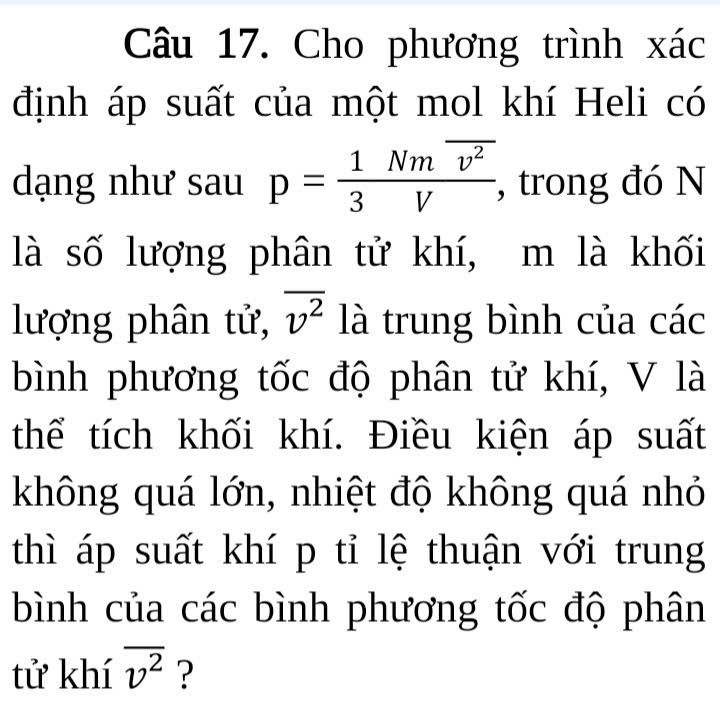 Câu 17. Cho phương trình xác
định áp suất của một mol khí Heli có
dạng như sau p = \frac{1}{3} \frac{Nm\overline{v^2}}{V}, trong đó N
là số lượng phân tử khí, m là khối
lượng phân tử, \overline{v^2} là trung bình của các
bình phương tốc độ phân tử khí, V là
thể tích khối khí. Điều kiện áp suất
không quá lớn, nhiệt độ không quá nhỏ
thì áp suất khí p tỉ lệ thuận với trung
bình của các bình phương tốc độ phân
tử khí \overline{v^2} ?